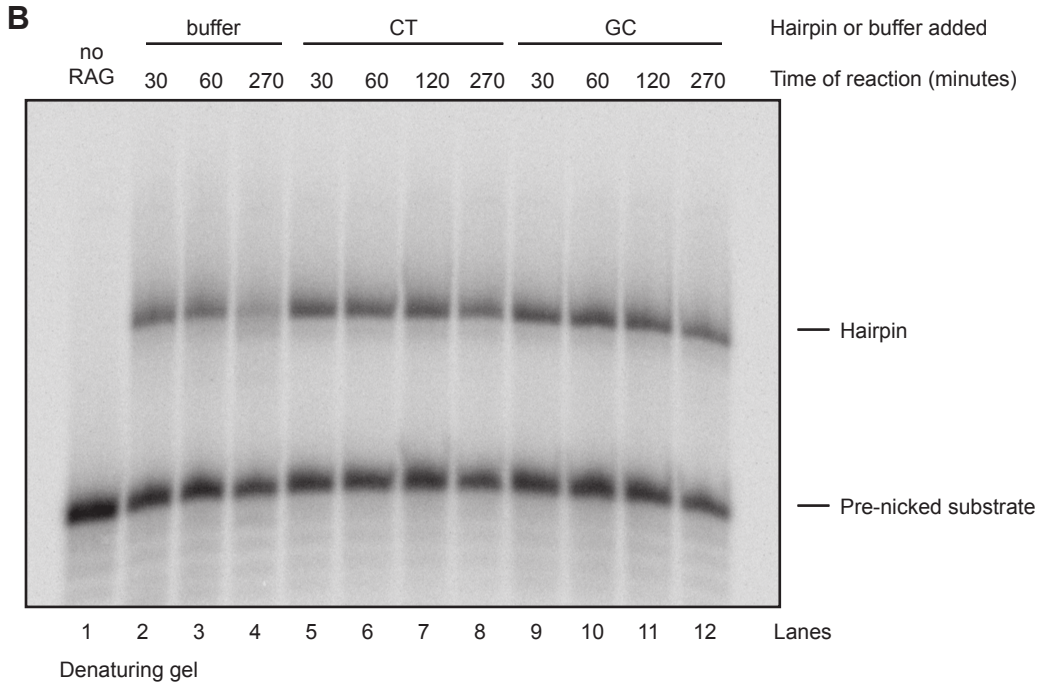 B
buffer CT GC Hairpin or buffer added
no
RAG 30 60 270 30 60 120 270 30 60 120 270 Time of reaction (minutes)
Hairpin
Pre-nicked substrate
1 2 3 4 5 6 7 8 9 10 11 12 Lanes
Denaturing gel